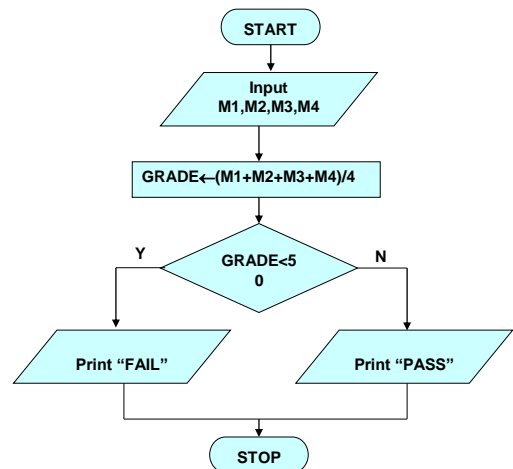 START
Input
M1,M2,M3,M4
GRADE←(M1+M2+M3+M4)/4
GRADE<5
0
Y
N
Print “FAIL”
Print “PASS”
STOP